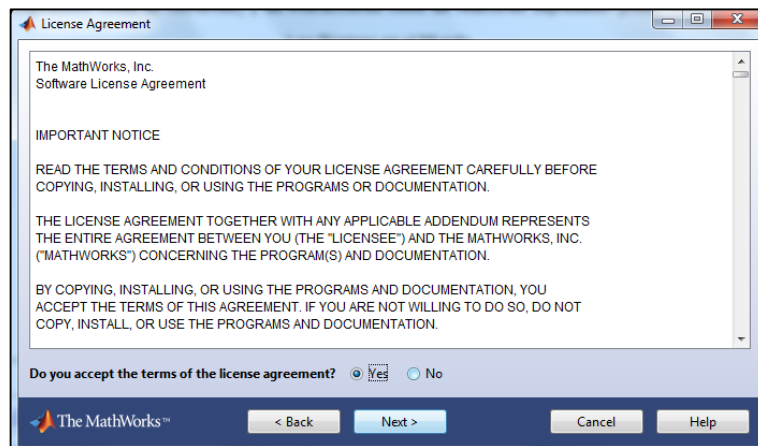 License Agreement
The MathWorks, Inc.
Software License Agreement
IMPORTANT NOTICE
READ THE TERMS AND CONDITIONS OF YOUR LICENSE AGREEMENT CAREFULLY BEFORE
COPYING, INSTALLING, OR USING THE PROGRAMS OR DOCUMENTATION.
THE LICENSE AGREEMENT TOGETHER WITH ANY APPLICABLE ADDENDUM REPRESENTS
THE ENTIRE AGREEMENT BETWEEN YOU (THE "LICENSEE") AND THE MATHWORKS, INC.
("MATHWORKS") CONCERNING THE PROGRAM(S) AND DOCUMENTATION.
BY COPYING, INSTALLING, OR USING THE PROGRAMS AND DOCUMENTATION, YOU
ACCEPT THE TERMS OF THIS AGREEMENT. IF YOU ARE NOT WILLING TO DO SO, DO NOT
COPY, INSTALL, OR USE THE PROGRAMS AND DOCUMENTATION.
Do you accept the terms of the license agreement? Yes No
The MathWorks™ < Back Next > Cancel Help